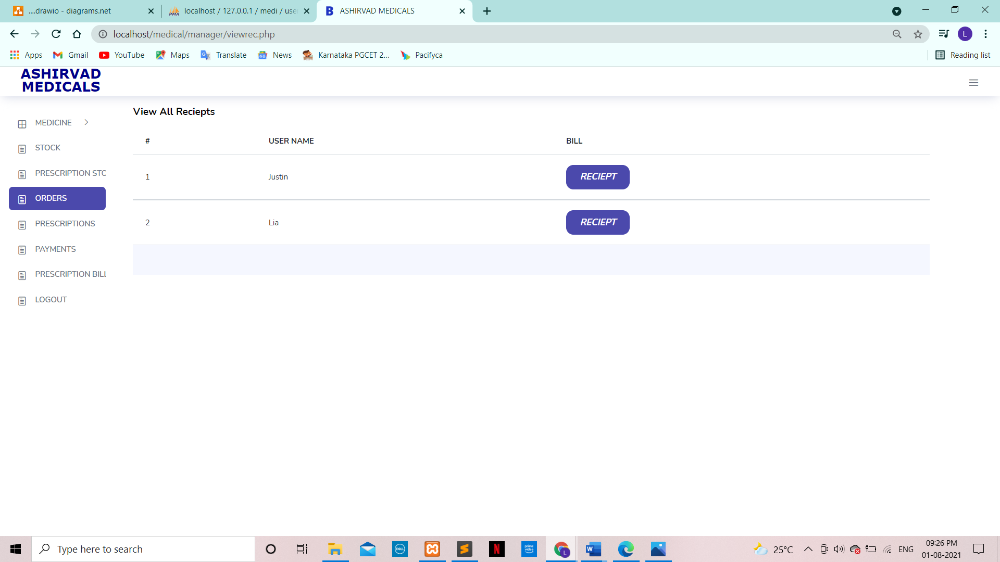 ....drawio - diagrams.net
localhost / 127.0.0.1 / medi / use
ASHIRVAD MEDICALS
localhost/medical/manager/viewrec.php
L
Apps
Gmail
YouTube
Maps
Translate
News
Karnataka PGCET 2...
Pacifyca
Reading list
ASHIRVAD
MEDICALS
View All Reciepts
MEDICINE
STOCK
PRESCRIPTION STO
ORDERS
PRESCRIPTIONS
PAYMENTS
PRESCRIPTION BILL
LOGOUT
# USER NAME BILL
1 Justin RECIEPT
2 Lia RECIEPT
Type here to search
25°C
ENG
09:26 PM
01-08-2021